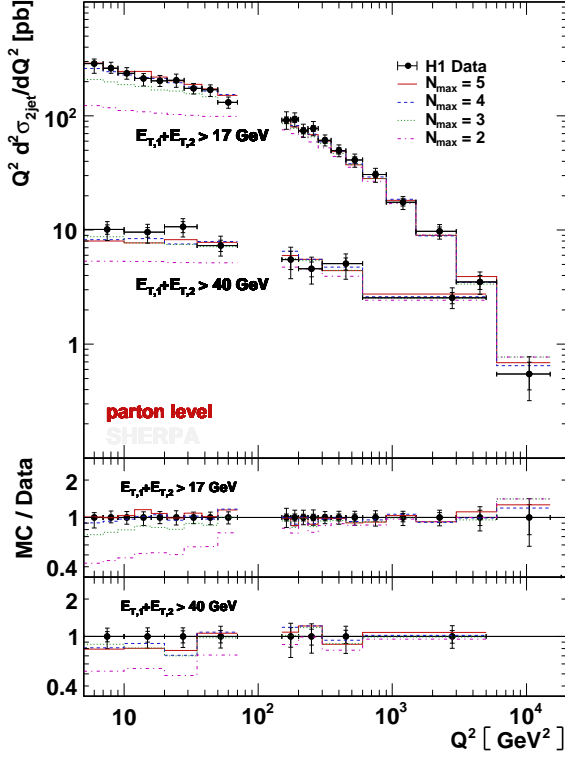 Q² d²σ₂jet/dQ² [pb]
10²
10
1
H1 Data
Nmax = 5
Nmax = 4
Nmax = 3
Nmax = 2
ET,1+ET,2 > 17 GeV
ET,1+ET,2 > 40 GeV
parton level
SHERPA
MC / Data
2
1
0.4
ET,1+ET,2 > 17 GeV
2
1
0.4
ET,1+ET,2 > 40 GeV
10 10² 10³ 10⁴
Q² [ GeV² ]